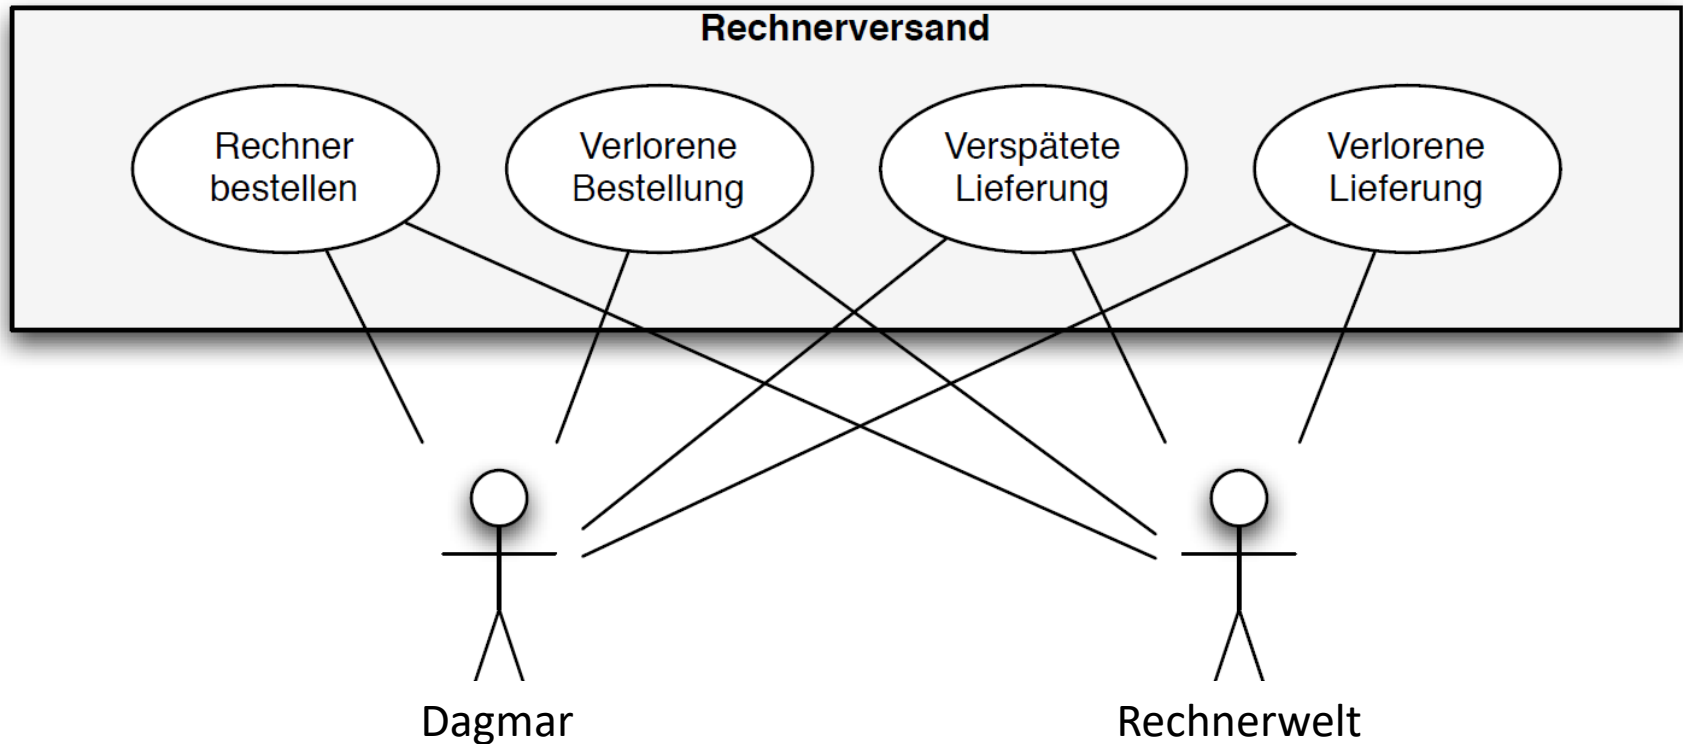 Rechnerversand
Rechner
bestellen
Verlorene
Bestellung
Verspätete
Lieferung
Verlorene
Lieferung
Dagmar
Rechnerwelt